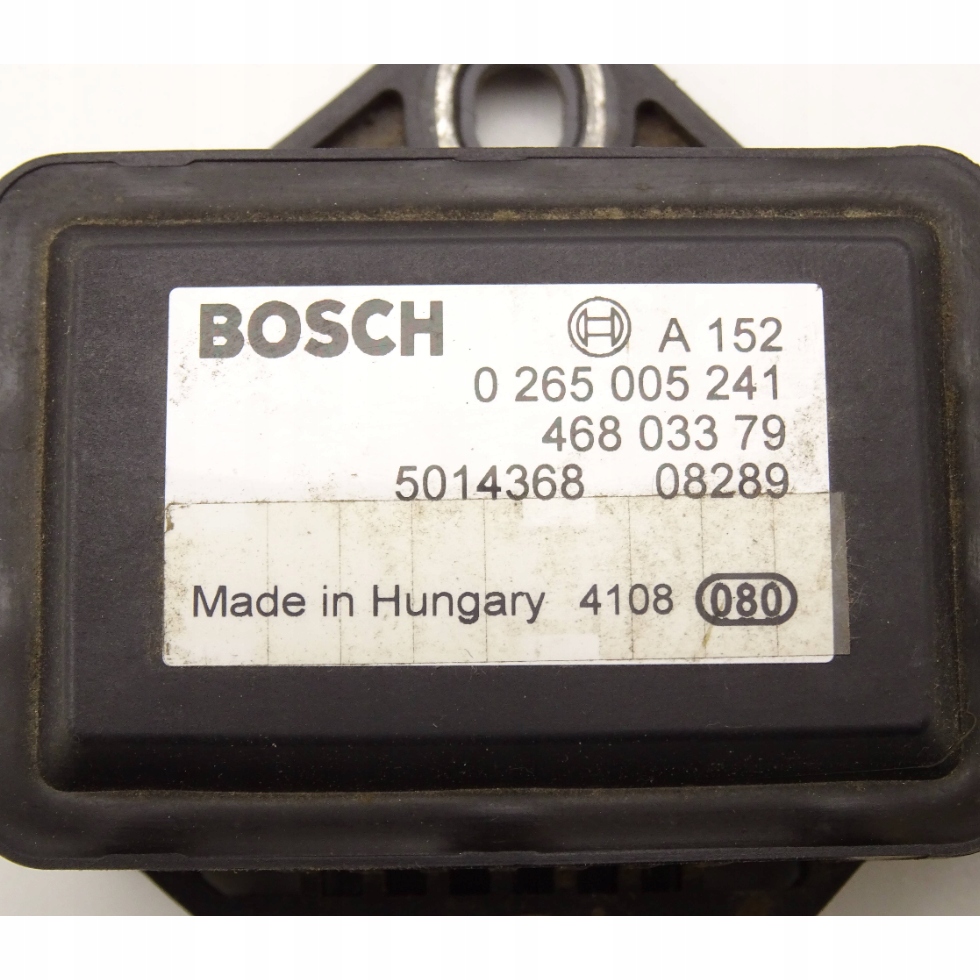 BOSCH A 152
0 265 005 241
468 033 79
5014368 08289
Made in Hungary 4108 080